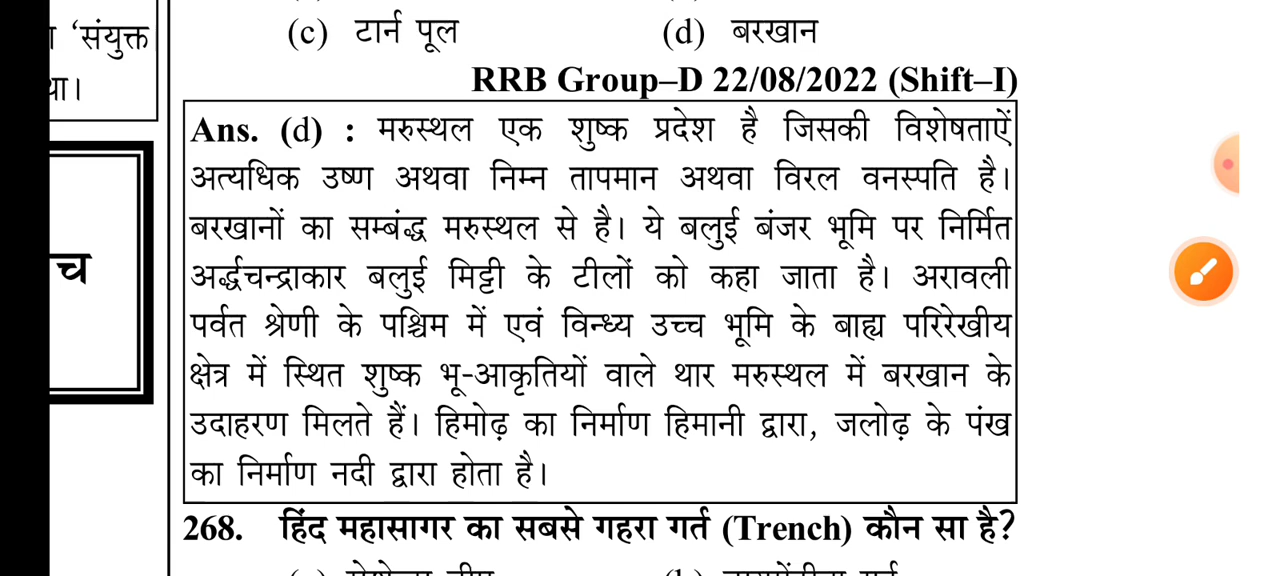 'संयुक्त
था।
च
(c) टार्न पूल (d) बरखान
RRB Group–D 22/08/2022 (Shift–I)
Ans. (d) : मरुस्थल एक शुष्क प्रदेश है जिसकी विशेषताऐं
अत्यधिक उष्ण अथवा निम्न तापमान अथवा विरल वनस्पति है।
बरखानों का सम्बंद्ध मरुस्थल से है। ये बलुई बंजर भूमि पर निर्मित
अर्द्धचन्द्राकार बलुई मिट्टी के टीलों को कहा जाता है। अरावली
पर्वत श्रेणी के पश्चिम में एवं विन्ध्य उच्च भूमि के बाह्य परिरेखीय
क्षेत्र में स्थित शुष्क भू-आकृतियों वाले थार मरुस्थल में बरखान के
उदाहरण मिलते हैं। हिमोढ़ का निर्माण हिमानी द्वारा, जलोढ़ के पंख
का निर्माण नदी द्वारा होता है।
268. हिंद महासागर का सबसे गहरा गर्त (Trench) कौन सा है?